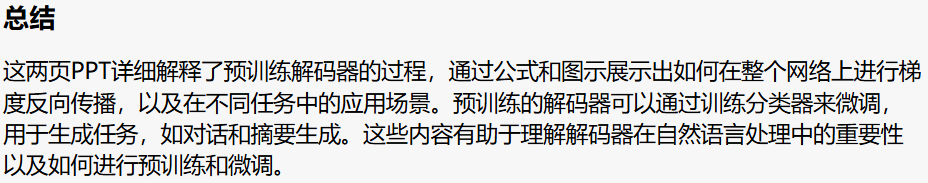 总结
这两页PPT详细解释了预训练解码器的过程，通过公式和图示展示出如何在整个网络上进行梯
度反向传播，以及在不同任务中的应用场景。预训练的解码器可以通过训练分类器来微调，
用于生成任务，如对话和摘要生成。这些内容有助于理解解码器在自然语言处理中的重要性
以及如何进行预训练和微调。